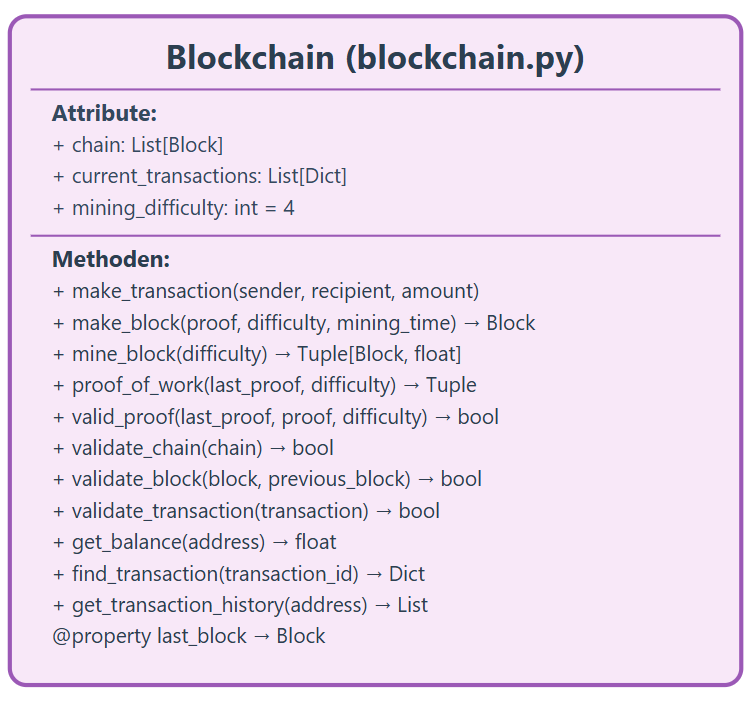 Blockchain (blockchain.py)
Attribute:
+ chain: List[Block]
+ current_transactions: List[Dict]
+ mining_difficulty: int = 4
Methoden:
+ make_transaction(sender, recipient, amount)
+ make_block(proof, difficulty, mining_time) → Block
+ mine_block(difficulty) → Tuple[Block, float]
+ proof_of_work(last_proof, difficulty) → Tuple
+ valid_proof(last_proof, proof, difficulty) → bool
+ validate_chain(chain) → bool
+ validate_block(block, previous_block) → bool
+ validate_transaction(transaction) → bool
+ get_balance(address) → float
+ find_transaction(transaction_id) → Dict
+ get_transaction_history(address) → List
@property last_block → Block